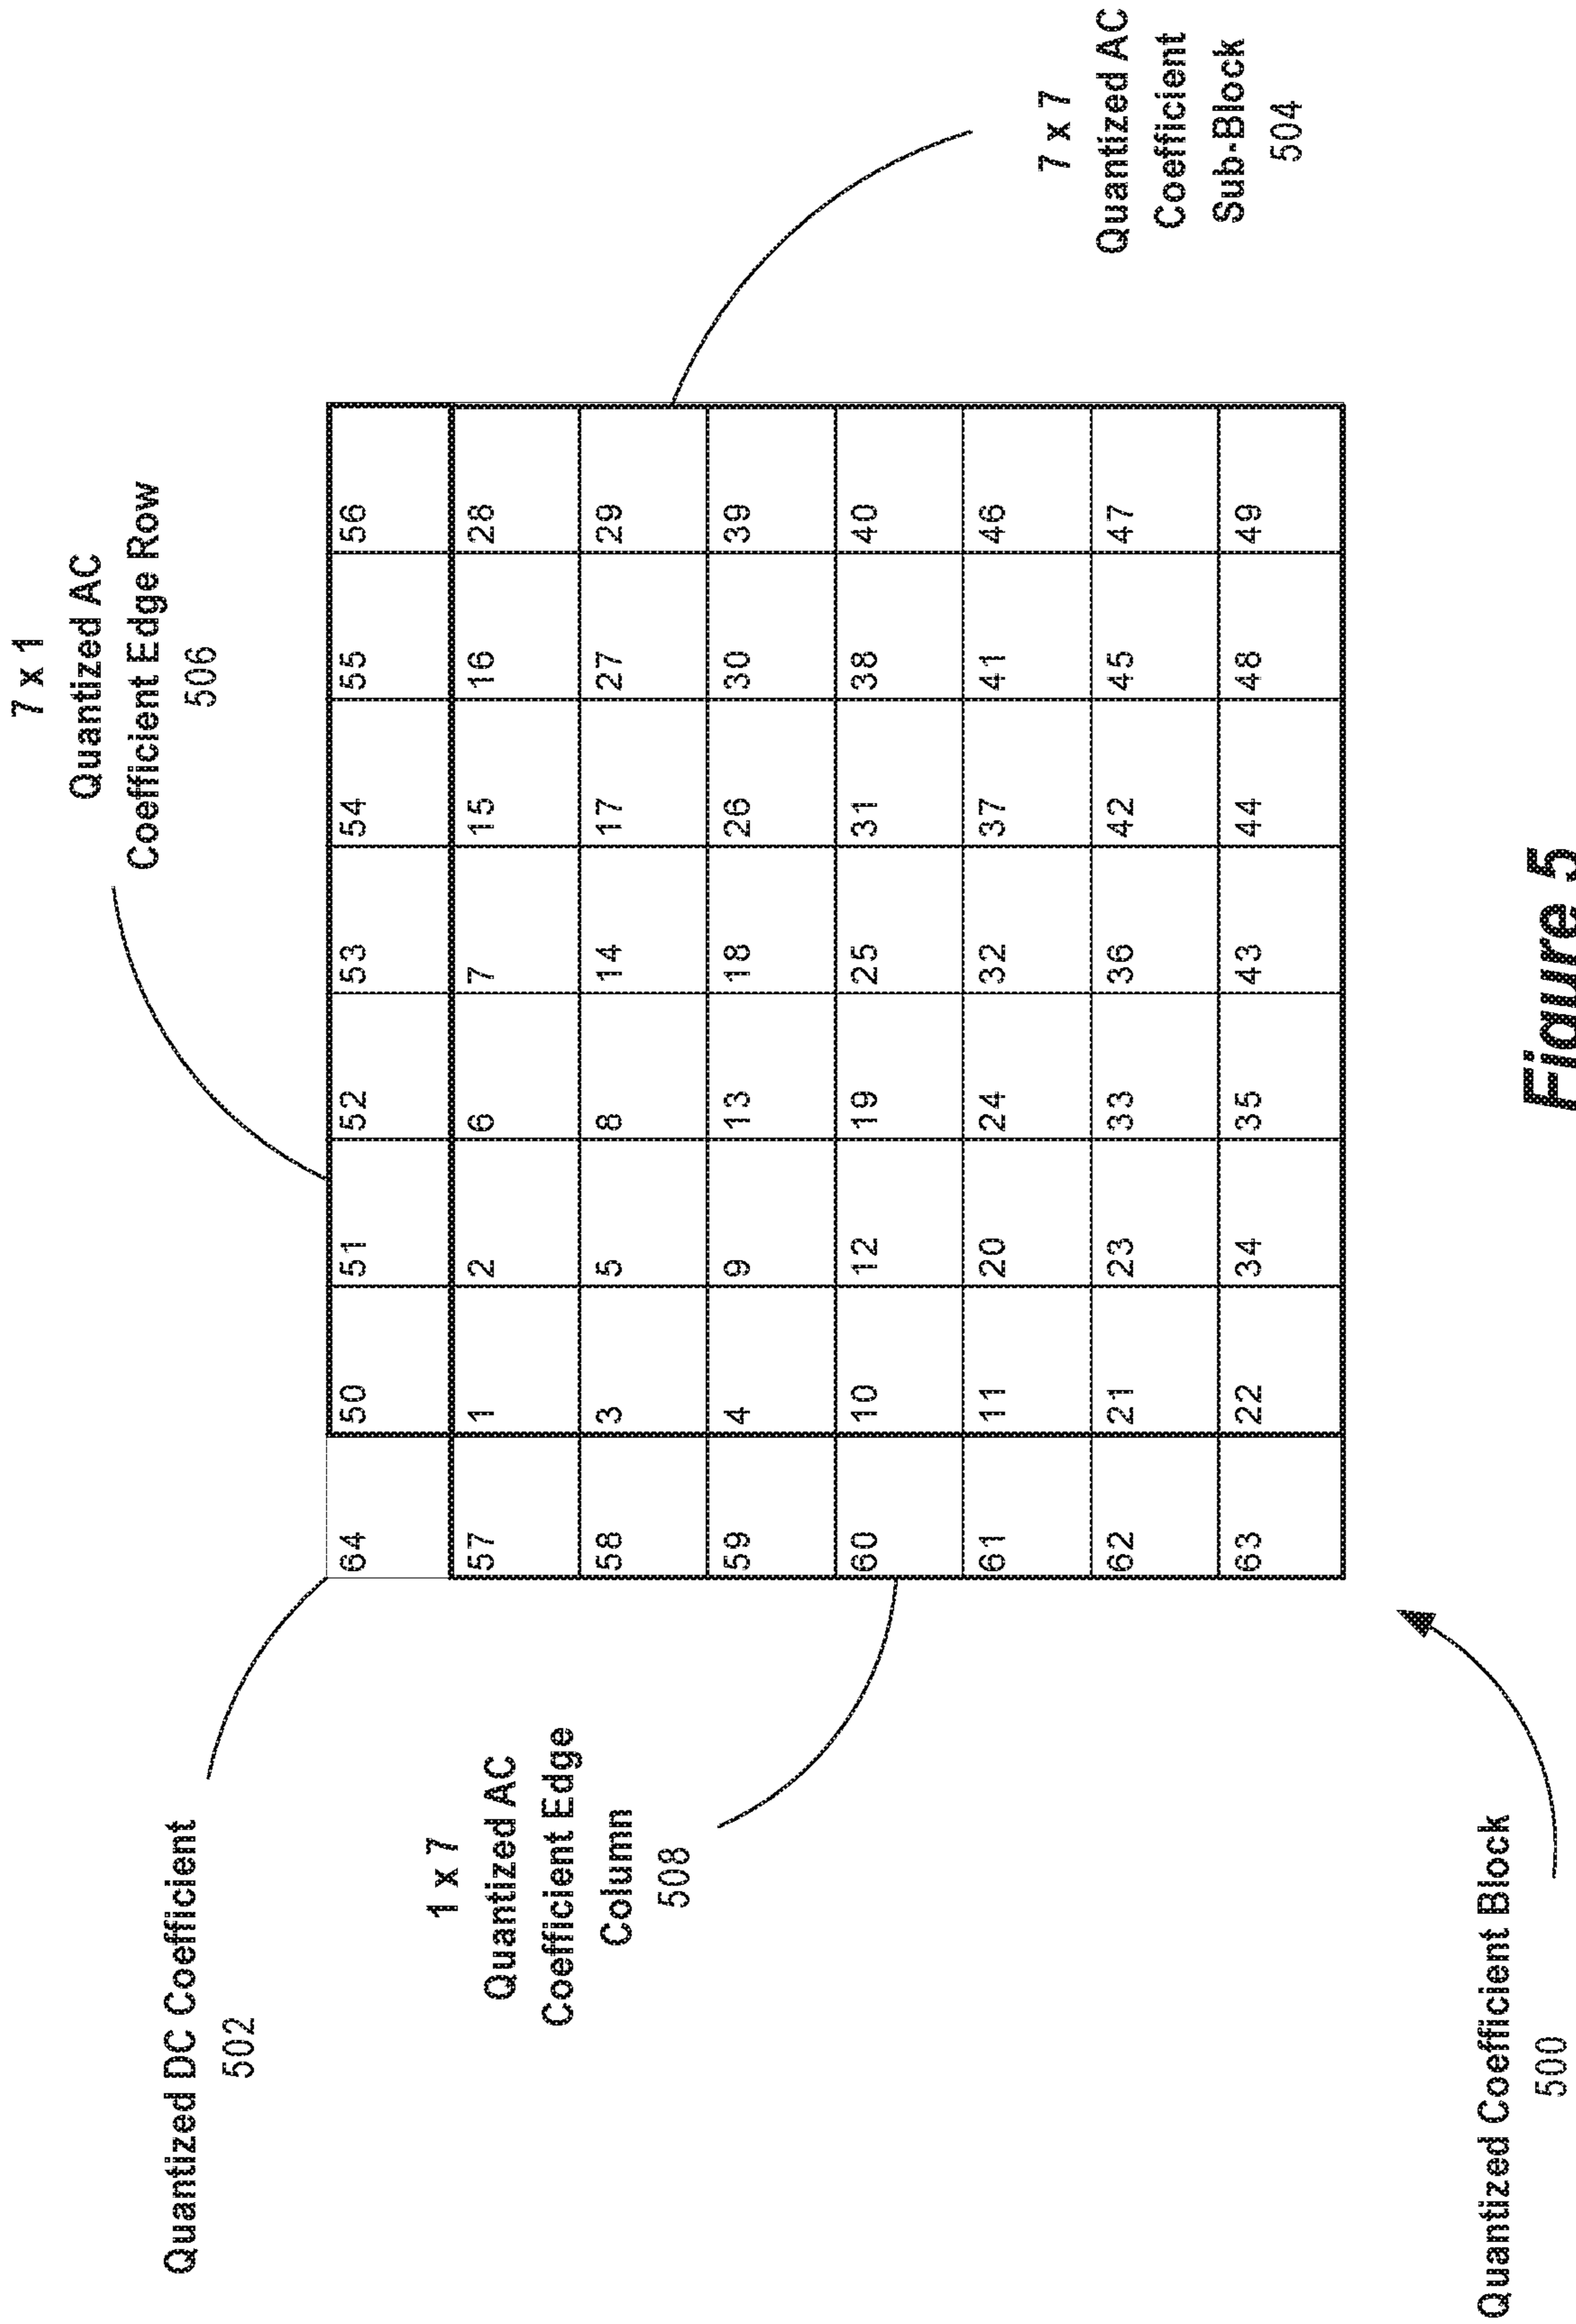 7 x 1
Quantized AC
Coefficient Edge Row
506
Quantized DC Coefficient
502
64 50 51 52 53 54 55 56
57 1 2 6 7 15 16 28
58 3 5 8 14 17 27 29
59 4 9 13 18 26 30 39
60 10 12 19 25 31 38 40
61 11 20 24 32 37 41 46
62 21 23 33 36 42 45 47
63 22 34 35 43 44 48 49
1 x 7
Quantized AC
Coefficient Edge
Column
508
7 x 7
Quantized AC
Coefficient
Sub-Block
504
Quantized Coefficient Block
500
Figure 5